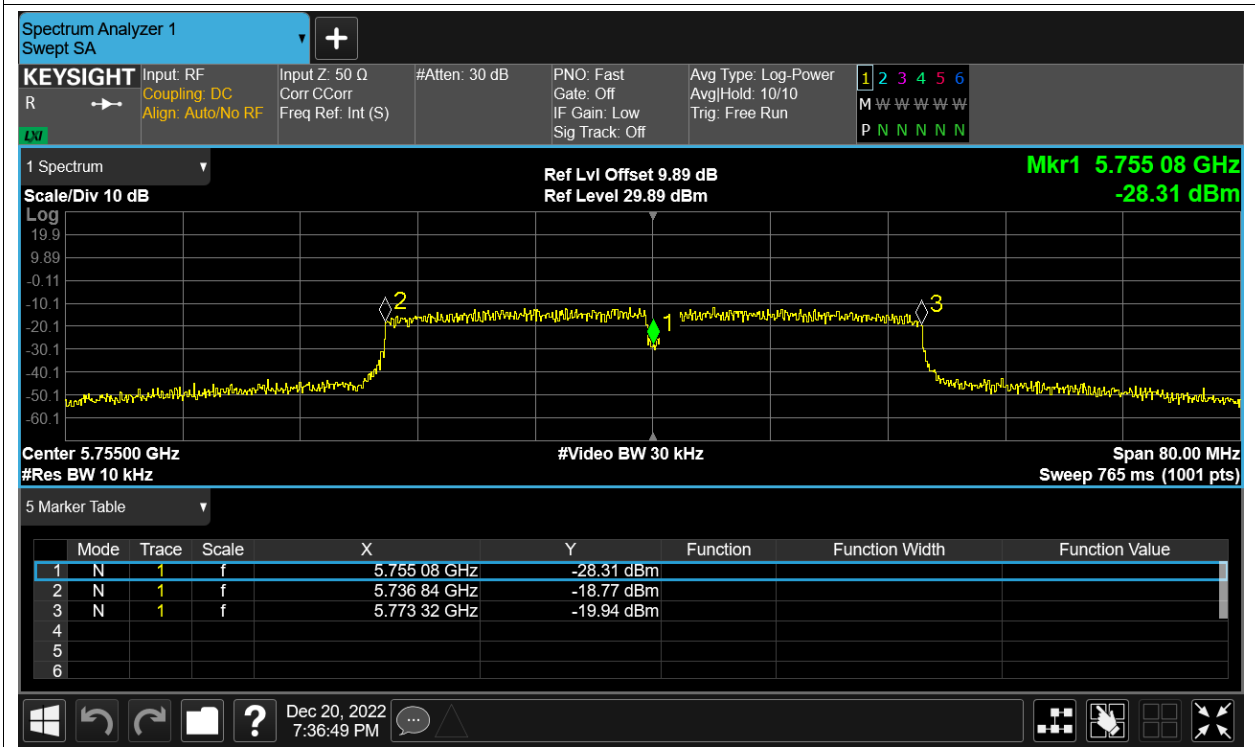 Spectrum Analyzer 1
Swept SA
KEYSIGHT Input: RF Input Z: 50 Ω #Atten: 30 dB PNO: Fast Avg Type: Log-Power 1 2 3 4 5 6
R Coupling: DC Corr CCorr Gate: Off Avg|Hold: 10/10 M W W W W W
Align: Auto/No RF Freq Ref: Int (S) IF Gain: Low Trig: Free Run
LXI Sig Track: Off P N N N N N
1 Spectrum Ref Lvl Offset 9.89 dB Mkr1 5.755 08 GHz
Scale/Div 10 dB Ref Level 29.89 dBm -28.31 dBm
Log
19.9
9.89
-0.11
-10.1 2 3
-20.1 1
-30.1
-40.1
-50.1
-60.1
Center 5.75500 GHz #Video BW 30 kHz Span 80.00 MHz
#Res BW 10 kHz Sweep 765 ms (1001 pts)
5 Marker Table
Mode Trace Scale X Y Function Function Width Function Value
1 N 1 f 5.755 08 GHz -28.31 dBm
2 N 1 f 5.736 84 GHz -18.77 dBm
3 N 1 f 5.773 32 GHz -19.94 dBm
4
5
6
? Dec 20, 2022
7:36:49 PM